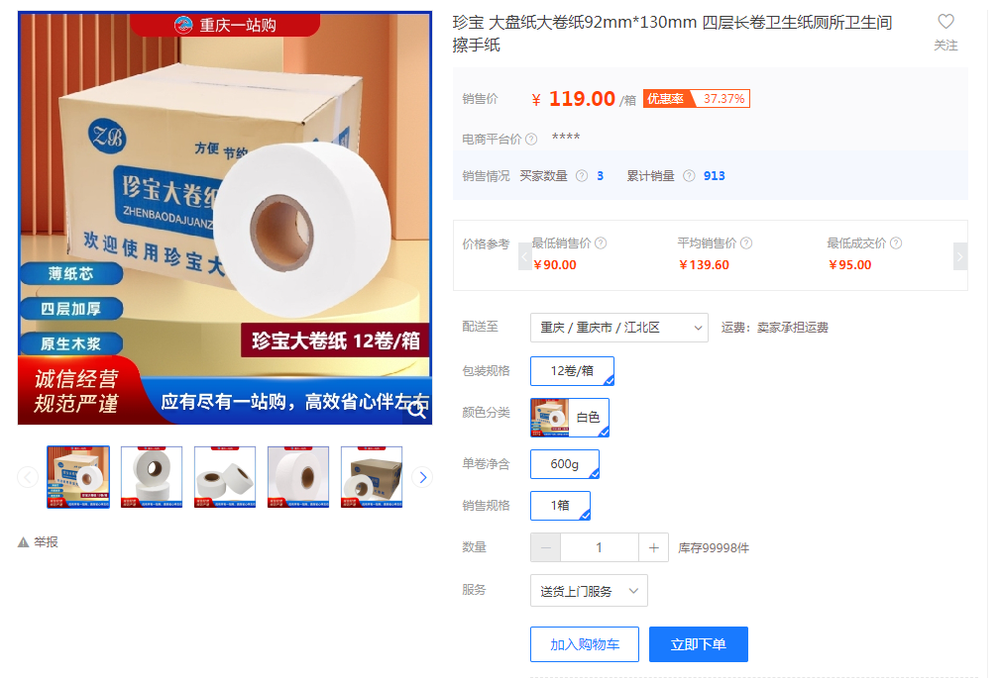 重庆一站购
ZB
方便 节约
珍宝大卷纸
ZHENBAODAJUANZ
欢迎使用珍宝大
薄纸芯
四层加厚
原生木浆
珍宝大卷纸 12卷/箱
诚信经营
规范严谨
应有尽有一站购，高效省心伴左右
举报
珍宝 大盘纸大卷纸92mm*130mm 四层长卷卫生纸厕所卫生间
擦手纸
关注
销售价 ¥ 119.00 /箱 优惠率 37.37%
电商平台价 ? ****
销售情况 买家数量 ? 3 累计销量 ? 913
价格参考 最低销售价 ? 平均销售价 ? 最低成交价 ?
¥90.00 ¥139.60 ¥95.00
配送至 重庆 / 重庆市 / 江北区 运费：卖家承担运费
包装规格 12卷/箱
颜色分类 白色
单卷净含 600g
销售规格 1箱
数量 － 1 ＋ 库存99998件
服务 送货上门服务
加入购物车 立即下单